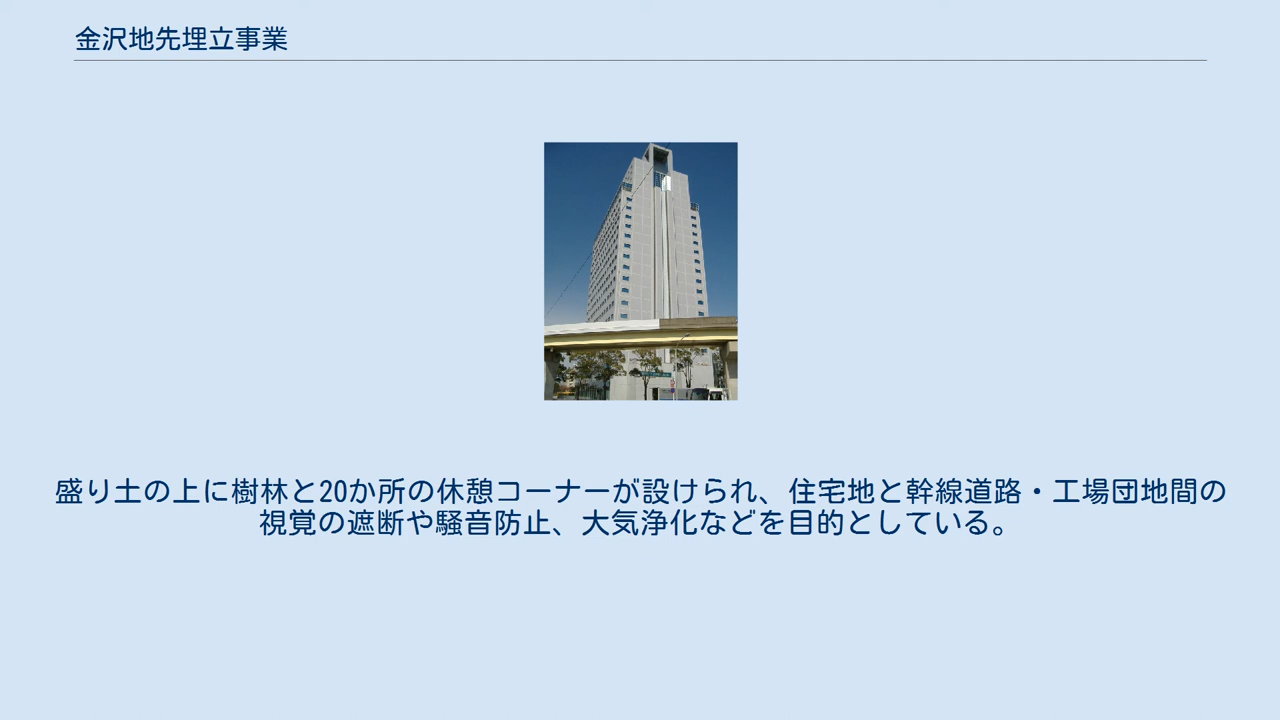 金沢地先埋立事業
盛り土の上に樹林と20か所の休憩コーナーが設けられ、住宅地と幹線道路・工場団地間の
視覚の遮断や騒音防止、大気浄化などを目的としている。